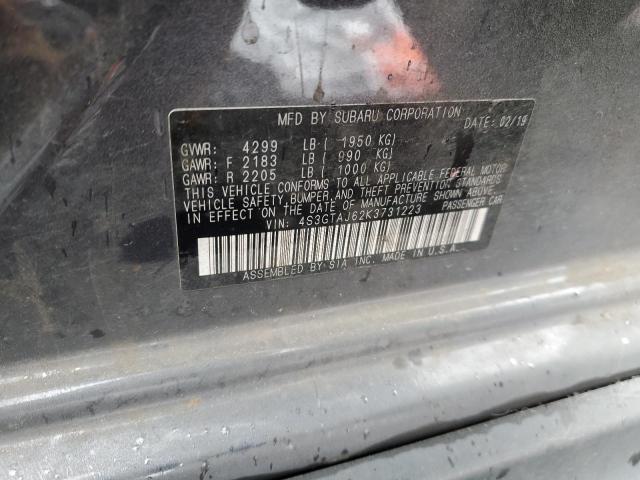 MFD BY SUBARU CORPORATION DATE: 02/19
GVWR: 4299 LB ( 1950 KG)
GAWR: F 2183 LB ( 990 KG)
GAWR: R 2205 LB ( 1000 KG)
THIS VEHICLE CONFORMS TO ALL APPLICABLE FEDERAL MOTOR
VEHICLE SAFETY, BUMPER, AND THEFT PREVENTION STANDARDS
IN EFFECT ON THE DATE OF MANUFACTURE SHOWN ABOVE.
VIN: 4S3GTAJ62K3731223 PASSENGER CAR
ASSEMBLED BY SIA INC. MADE IN U.S.A.